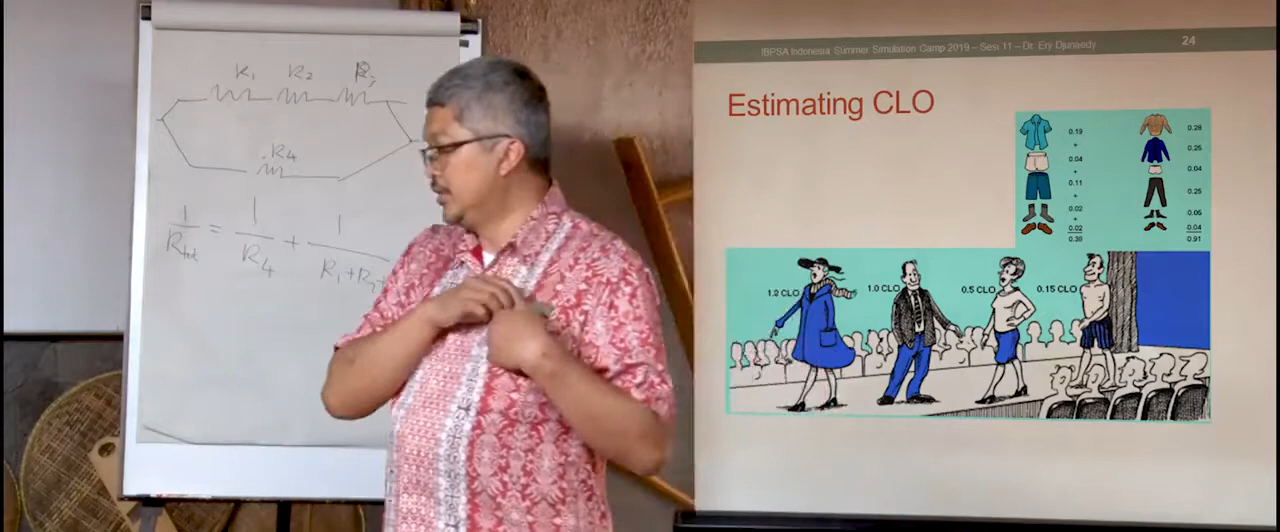 R₁ R₂ R₃
R₄
1/Rtot = 1/R₄ + 1/R₁+R₂+
IBPSA Indonesia Summer Simulation Camp 2019 – Sesi 11 – Dr. Ery Djunaedy 24
Estimating CLO
0.19
+
0.04
+
0.11
+
0.02
+
0.02
0.38
0.28
0.25
0.04
0.25
0.05
0.04
0.91
1.2 CLO 1.0 CLO 0.5 CLO 0.15 CLO